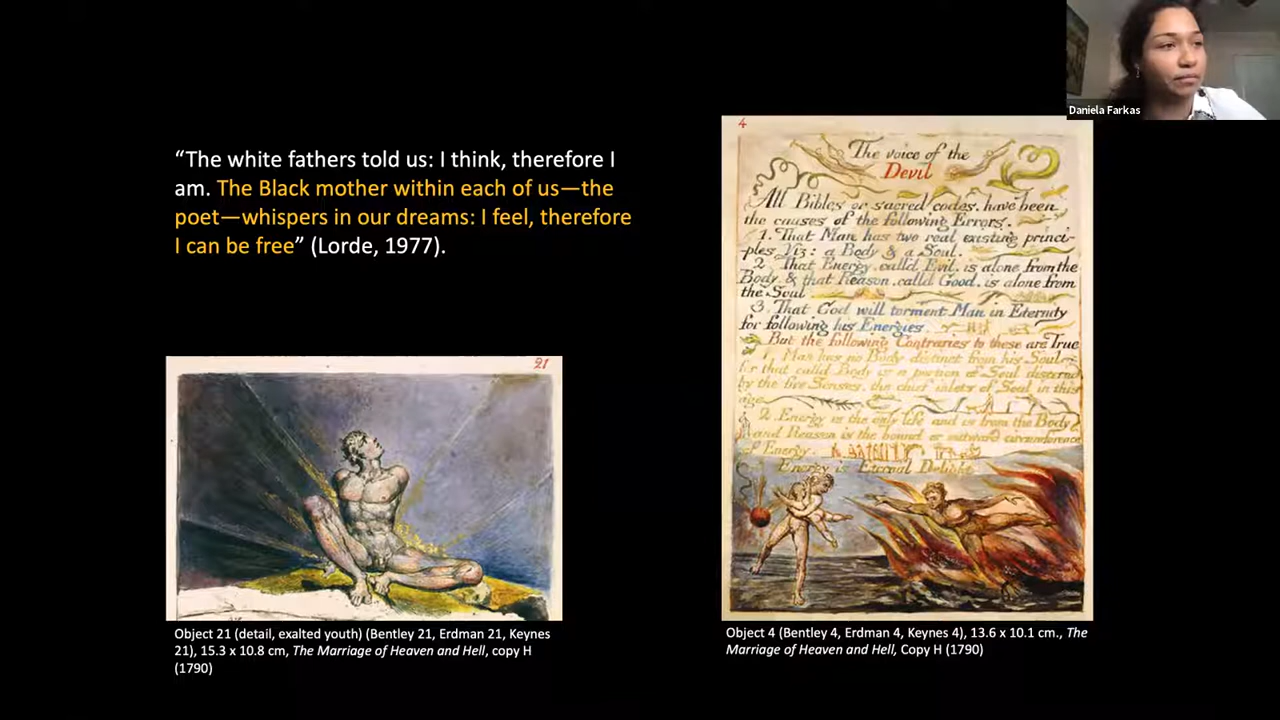 “The white fathers told us: I think, therefore I
am. The Black mother within each of us—the
poet—whispers in our dreams: I feel, therefore
I can be free” (Lorde, 1977).
21
Object 21 (detail, exalted youth) (Bentley 21, Erdman 21, Keynes
21), 15.3 x 10.8 cm, The Marriage of Heaven and Hell, copy H
(1790)
4
The voice of the
Devil
All Bibles or sacred codes. have been
the causes of the following Errors.
1. That Man has two real existing princi-
ples Viz: a Body & a Soul.
2. That Energy. calld Evil. is alone from the
Body. & that Reason. calld Good. is alone from
the Soul
3. That God will torment Man in Eternity
for following his Energies.
But the following Contraries to these are True
1. Man has no Body distinct from his Soul
for that calld Body is a portion of Soul discernd
by the five Senses. the chief inlets of Soul in this
age
2. Energy is the only life and is from the Body
and Reason is the bound or outward circumference
of Energy.
Energy is Eternal Delight
Object 4 (Bentley 4, Erdman 4, Keynes 4), 13.6 x 10.1 cm., The
Marriage of Heaven and Hell, Copy H (1790)
Daniela Farkas